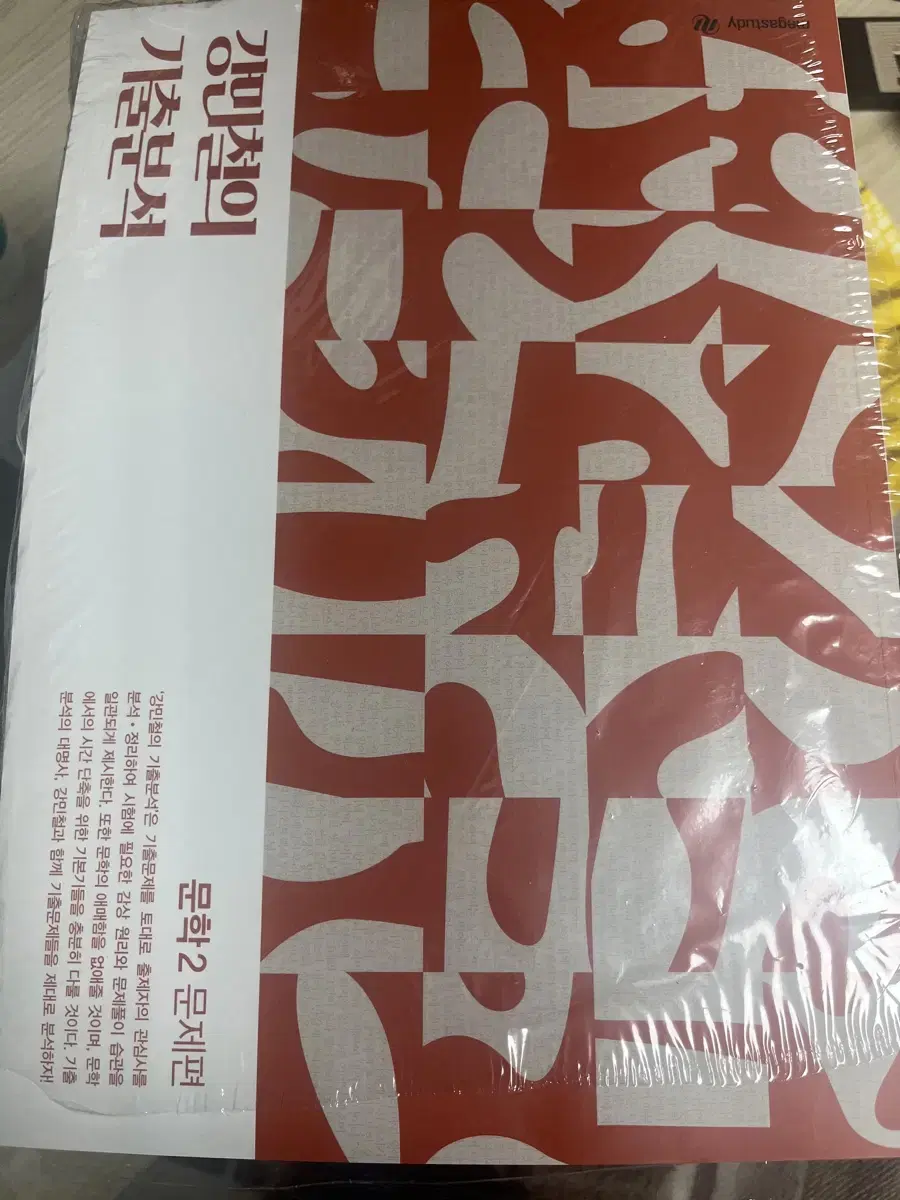 megastudy
강민철의
기출분석
문학 2 문제편
'강민철의 기출분석'은 기출문제를 토대로 출제자의 관심사를
분석·정리하여 시험에 필요한 감상 원리와 문제풀이 습관을
일관되게 제시한다. 또한 문학의 애매함을 없애줄 것이며, 문학
에서의 시간 단축을 위한 기본기들을 충분히 다룰 것이다. 기출
분석의 대명사, 강민철과 함께 기출문제들을 제대로 분석하자!